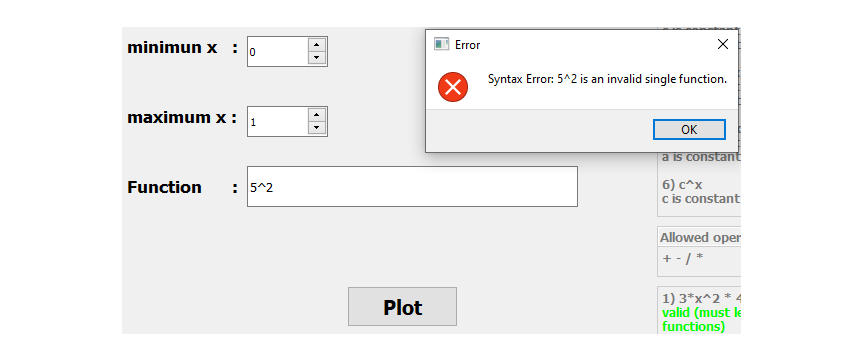 minimun x :
0
Error
Syntax Error: 5^2 is an invalid single function.
OK
maximum x :
1
a is constant
Function :
5^2
6) c^x
c is constant
Allowed
+ - / *
Plot
1) 3*x^2 * 4
valid (must
functions)